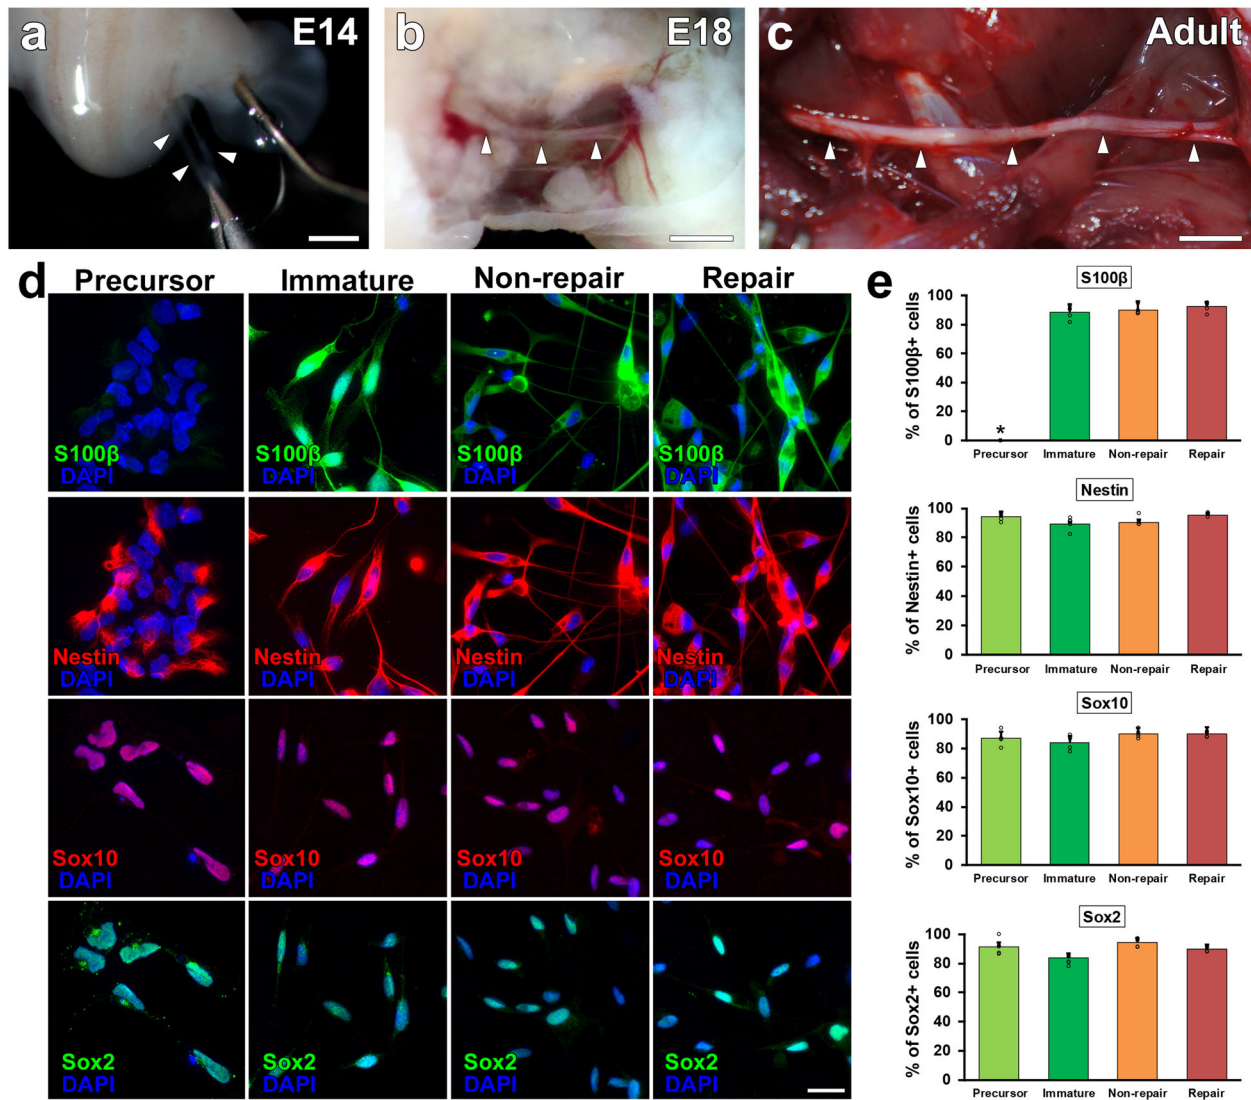 a E14
b E18
c Adult
d Precursor Immature Non-repair Repair
S100β DAPI
S100β DAPI
S100β DAPI
S100β DAPI
Nestin DAPI
Nestin DAPI
Nestin DAPI
Nestin DAPI
Sox10 DAPI
Sox10 DAPI
Sox10 DAPI
Sox10 DAPI
Sox2 DAPI
Sox2 DAPI
Sox2 DAPI
Sox2 DAPI
e
S100β
% of S100β+ cells
100
80
60
40
20
0
*
Precursor Immature Non-repair Repair
Nestin
% of Nestin+ cells
100
80
60
40
20
0
Precursor Immature Non-repair Repair
Sox10
% of Sox10+ cells
100
80
60
40
20
0
Precursor Immature Non-repair Repair
Sox2
% of Sox2+ cells
100
80
60
40
20
0
Precursor Immature Non-repair Repair